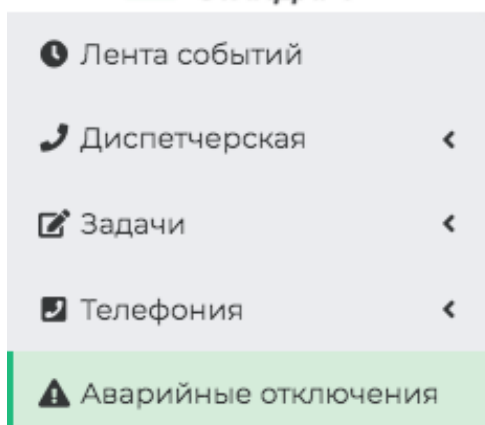 Лента событий
Диспетчерская
Задачи
Телефония
Аварийные отключения